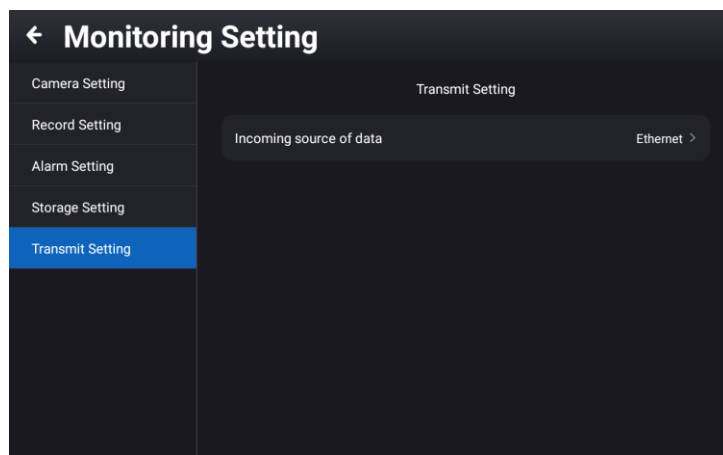 Monitoring Setting
Camera Setting
Record Setting
Alarm Setting
Storage Setting
Transmit Setting
Transmit Setting
Incoming source of data
Ethernet